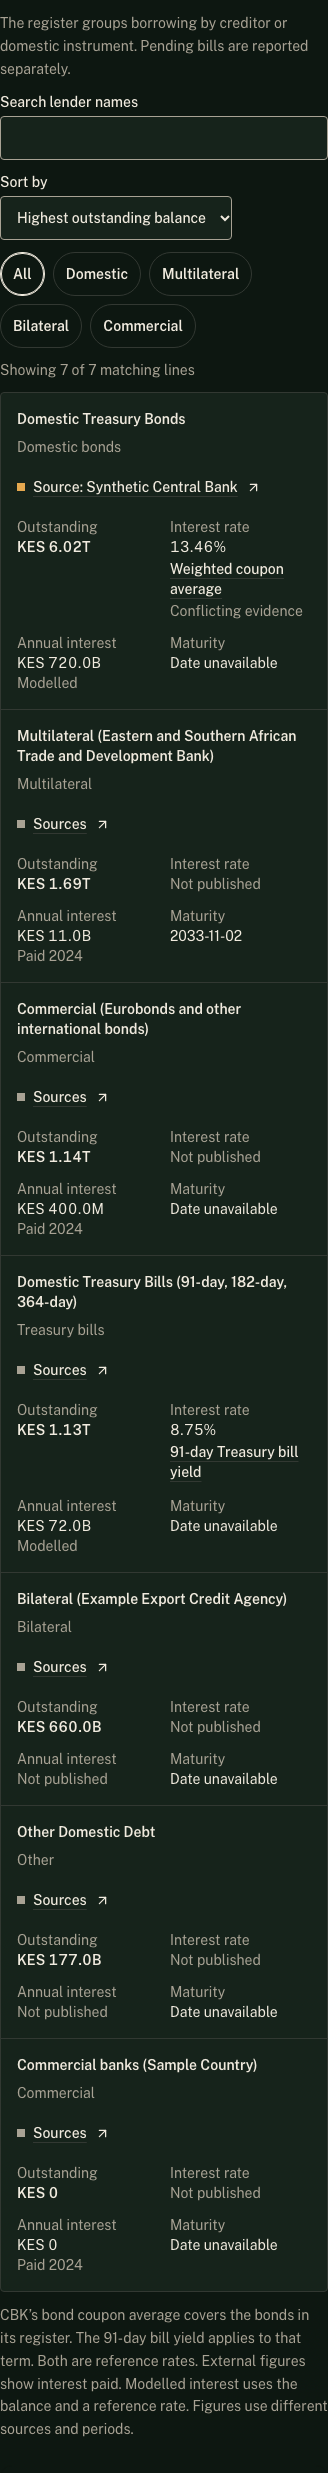 The register groups borrowing by creditor or
domestic instrument. Pending bills are reported
separately.
Search lender names
Sort by
Highest outstanding balance
All
Domestic
Multilateral
Bilateral
Commercial
Showing 7 of 7 matching lines
Domestic Treasury Bonds
Domestic bonds
Source: Synthetic Central Bank ↗
Outstanding
KES 6.02T
Interest rate
13.46%
Weighted coupon
average
Conflicting evidence
Annual interest
KES 720.0B
Modelled
Maturity
Date unavailable
Multilateral (Eastern and Southern African
Trade and Development Bank)
Multilateral
Sources ↗
Outstanding
KES 1.69T
Interest rate
Not published
Annual interest
KES 11.0B
Paid 2024
Maturity
2033-11-02
Commercial (Eurobonds and other
international bonds)
Commercial
Sources ↗
Outstanding
KES 1.14T
Interest rate
Not published
Annual interest
KES 400.0M
Paid 2024
Maturity
Date unavailable
Domestic Treasury Bills (91-day, 182-day,
364-day)
Treasury bills
Sources ↗
Outstanding
KES 1.13T
Interest rate
8.75%
91-day Treasury bill
yield
Annual interest
KES 72.0B
Modelled
Maturity
Date unavailable
Bilateral (Example Export Credit Agency)
Bilateral
Sources ↗
Outstanding
KES 660.0B
Interest rate
Not published
Annual interest
Not published
Maturity
Date unavailable
Other Domestic Debt
Other
Sources ↗
Outstanding
KES 177.0B
Interest rate
Not published
Annual interest
Not published
Maturity
Date unavailable
Commercial banks (Sample Country)
Commercial
Sources ↗
Outstanding
KES 0
Interest rate
Not published
Annual interest
KES 0
Paid 2024
Maturity
Date unavailable
CBK's bond coupon average covers the bonds in
its register. The 91-day bill yield applies to that
term. Both are reference rates. External figures
show interest paid. Modelled interest uses the
balance and a reference rate. Figures use different
sources and periods.